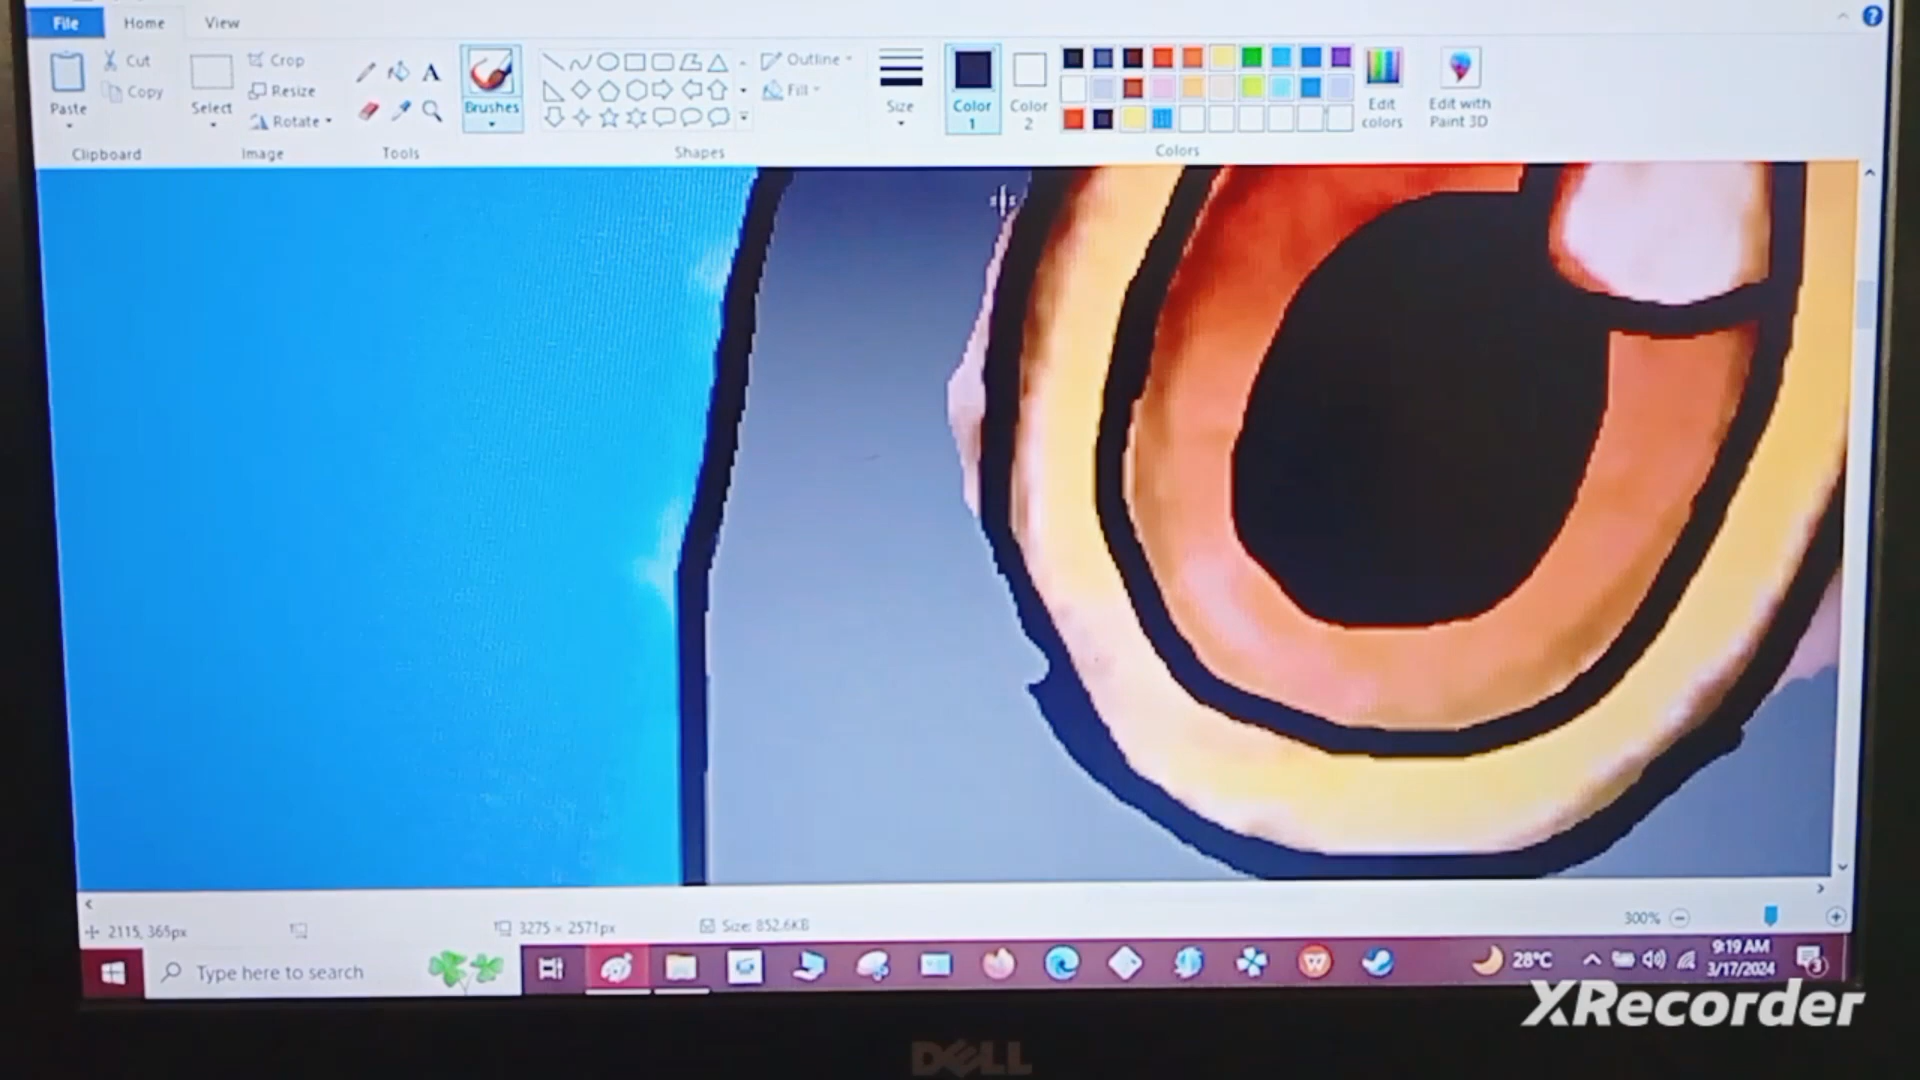 File Home View
Cut
Copy
Paste
Clipboard
Select
Crop
Resize
Rotate
Image
A
Tools
Brushes
Shapes
Outline
Fill
Size
Color 1
Color 2
Colors
Edit colors
Edit with Paint 3D
2115, 365px
3275 × 2571px
Size: 852.6KB
300%
Type here to search
28°C
9:19 AM
3/17/2024
3
XRecorder
DELL